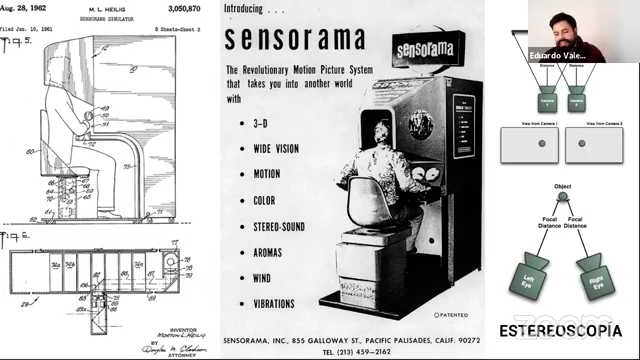 Aug. 28, 1962
M. L. HEILIG
3,050,870
SENSORAMA SIMULATOR
Filed Jan. 10, 1961
8 Sheets-Sheet 2
INVENTOR
MORTON L. HEILIG
BY
ATTORNEY
Introducing . . .
sensorama
sensorama
The Revolutionary Motion Picture System
that takes you into another world
with
• 3-D
• WIDE VISION
• MOTION
• COLOR
• STEREO-SOUND
• AROMAS
• WIND
• VIBRATIONS
PATENTED
SENSORAMA, INC., 855 GALLOWAY ST., PACIFIC PALISADES, CALIF. 90272
TEL. (213) 459-2162
Eduardo Vale...
Distance
Distance
Camera
Camera
View from Camera 1
View from Camera 2
Object
Focal
Distance
Focal
Distance
Left
Eye
Right
Eye
zoom
ESTEREOSCOPÍA